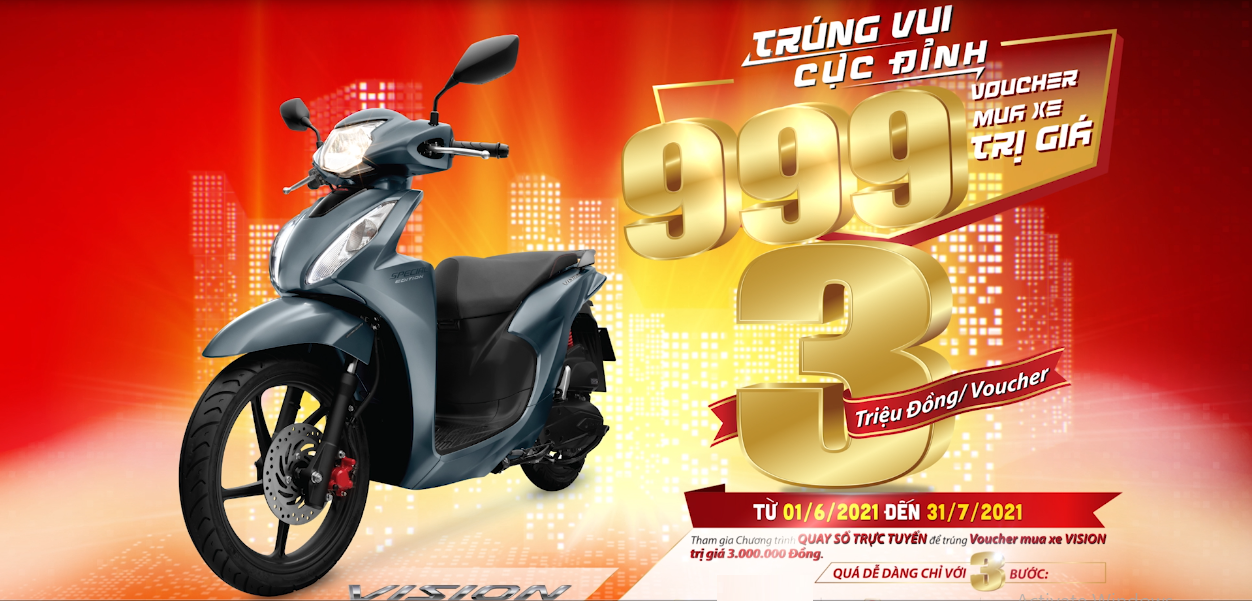 TRÚNG VUI
CỰC ĐỈNH
999
VOUCHER
MUA XE
TRỊ GIÁ
3
Triệu Đồng/ Voucher
TỪ 01/6/2021 ĐẾN 31/7/2021
Tham gia Chương trình QUAY SỐ TRỰC TUYẾN để trúng Voucher mua xe VISION
trị giá 3.000.000 Đồng.
QUÁ DỄ DÀNG CHỈ VỚI 3 BƯỚC:
SPECIAL
EDITION
VISION